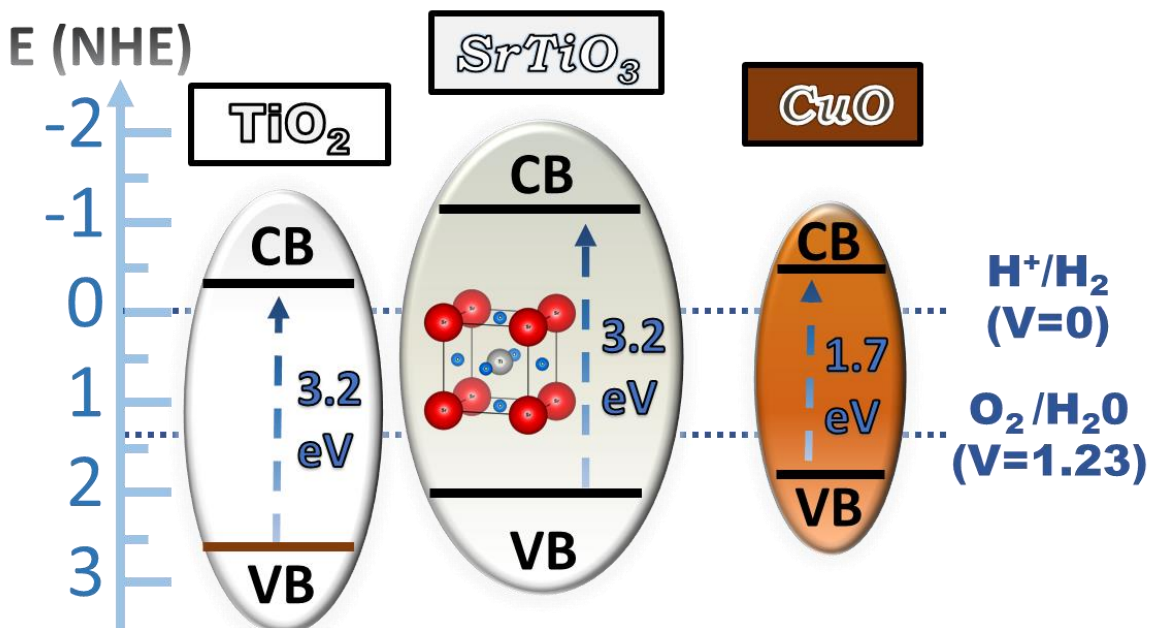 E (NHE)
-2
-1
0
1
2
3
TiO₂
CB
3.2
eV
VB
SrTiO₃
CB
3.2
eV
VB
CuO
CB
1.7
eV
VB
H⁺/H₂
(V=0)
O₂/H₂0
(V=1.23)